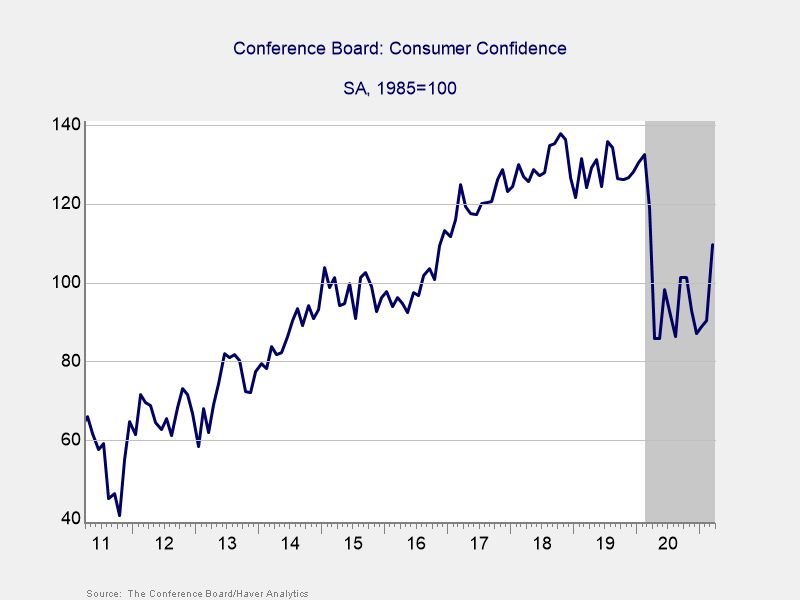 Conference Board: Consumer Confidence
SA, 1985=100
140
120
100
80
60
40
11 12 13 14 15 16 17 18 19 20
Source: The Conference Board/Haver Analytics